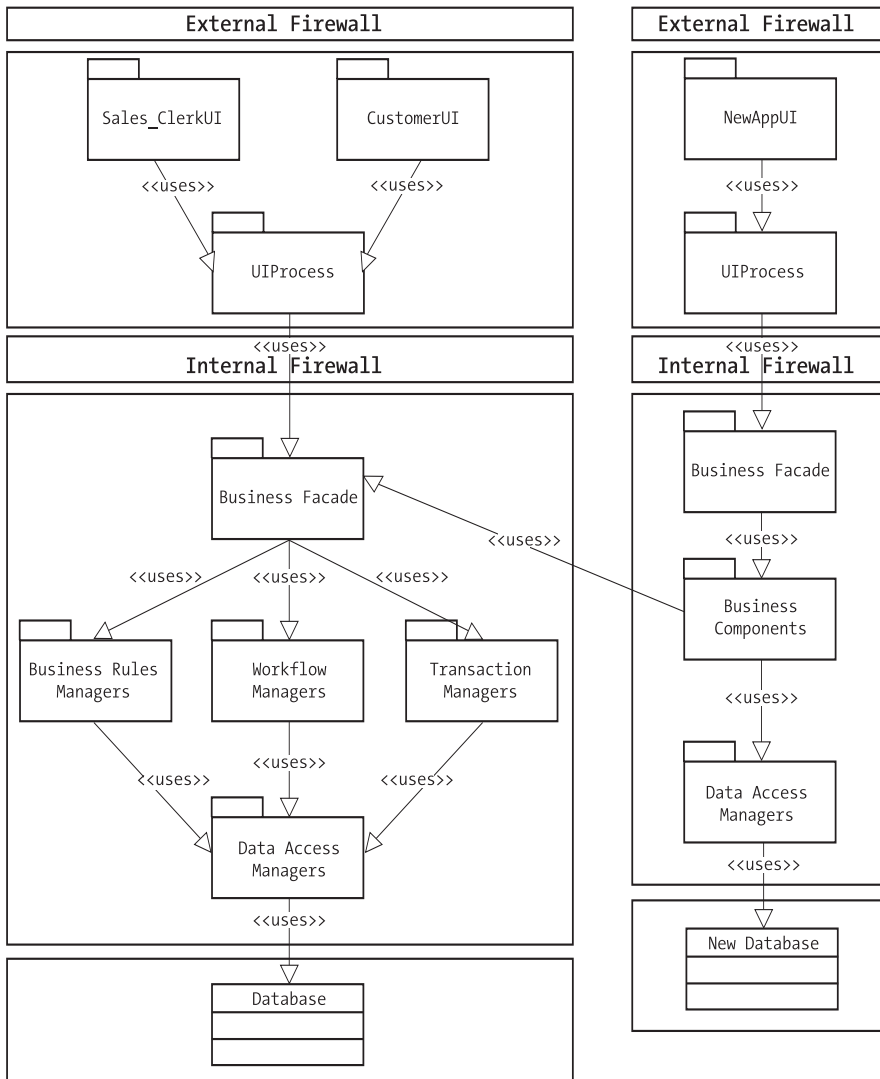 External Firewall
Sales_ClerkUI
CustomerUI
<<uses>>
<<uses>>
UIProcess
<<uses>>
Internal Firewall
Business Facade
<<uses>>
<<uses>>
<<uses>>
Business Rules
Managers
Workflow
Managers
Transaction
Managers
<<uses>>
<<uses>>
<<uses>>
Data Access
Managers
<<uses>>
Database
<<uses>>
External Firewall
NewAppUI
<<uses>>
UIProcess
<<uses>>
Internal Firewall
Business Facade
<<uses>>
Business
Components
<<uses>>
Data Access
Managers
<<uses>>
New Database